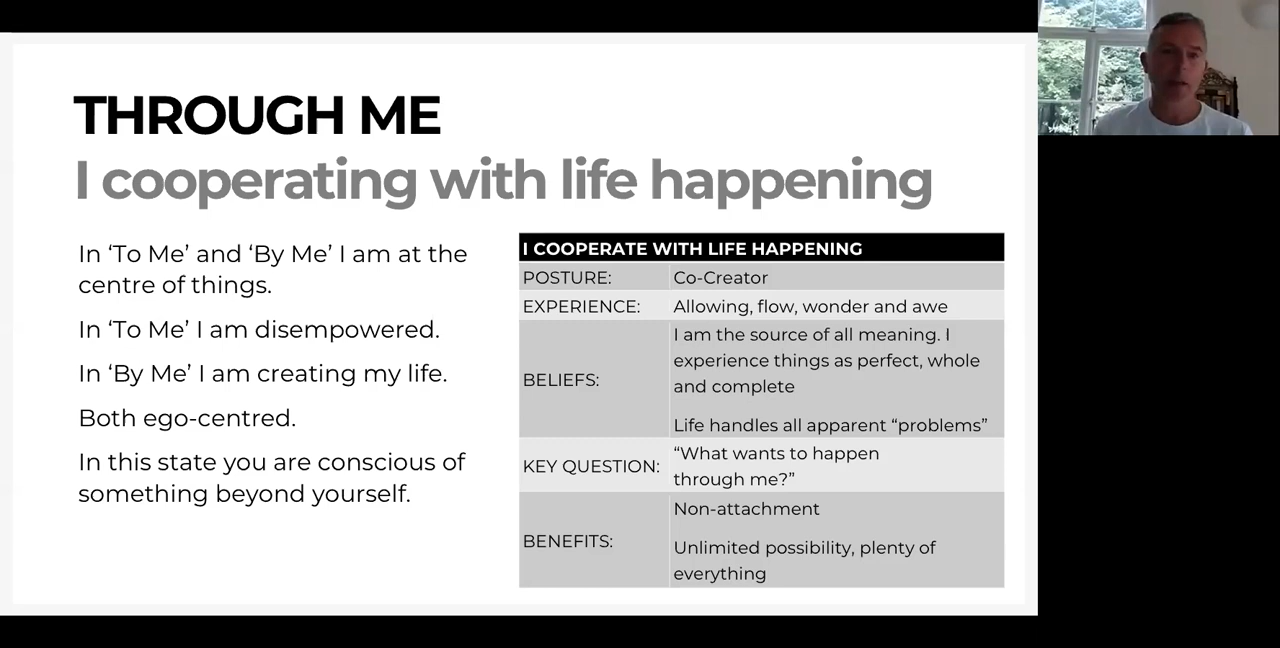 THROUGH ME
I cooperating with life happening
In ‘To Me’ and ‘By Me’ I am at the
centre of things.
In ‘To Me’ I am disempowered.
In ‘By Me’ I am creating my life.
Both ego-centred.
In this state you are conscious of
something beyond yourself.
I COOPERATE WITH LIFE HAPPENING
POSTURE: Co-Creator
EXPERIENCE: Allowing, flow, wonder and awe
BELIEFS: I am the source of all meaning. I
experience things as perfect, whole
and complete
Life handles all apparent “problems”
KEY QUESTION: “What wants to happen
through me?”
BENEFITS: Non-attachment
Unlimited possibility, plenty of
everything